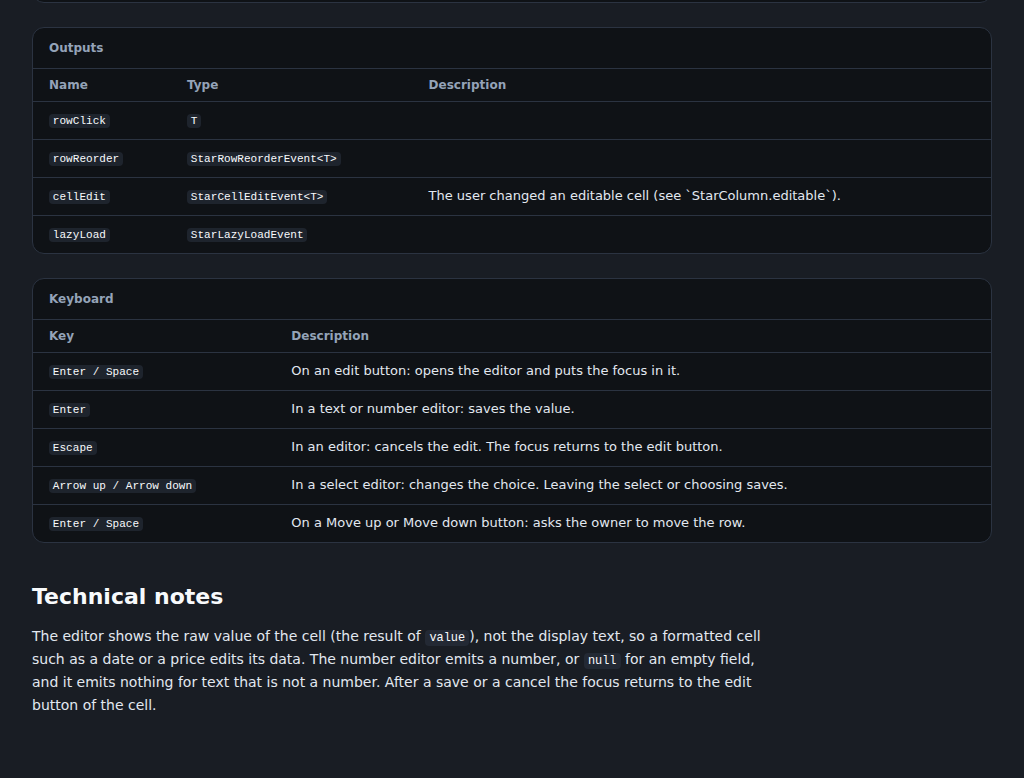 Outputs
Name Type Description
rowClick T
rowReorder StarRowReorderEvent<T>
cellEdit StarCellEditEvent<T> The user changed an editable cell (see `StarColumn.editable`).
lazyLoad StarLazyLoadEvent
Keyboard
Key Description
Enter / Space On an edit button: opens the editor and puts the focus in it.
Enter In a text or number editor: saves the value.
Escape In an editor: cancels the edit. The focus returns to the edit button.
Arrow up / Arrow down In a select editor: changes the choice. Leaving the select or choosing saves.
Enter / Space On a Move up or Move down button: asks the owner to move the row.
Technical notes
The editor shows the raw value of the cell (the result of value), not the display text, so a formatted cell
such as a date or a price edits its data. The number editor emits a number, or null for an empty field,
and it emits nothing for text that is not a number. After a save or a cancel the focus returns to the edit
button of the cell.